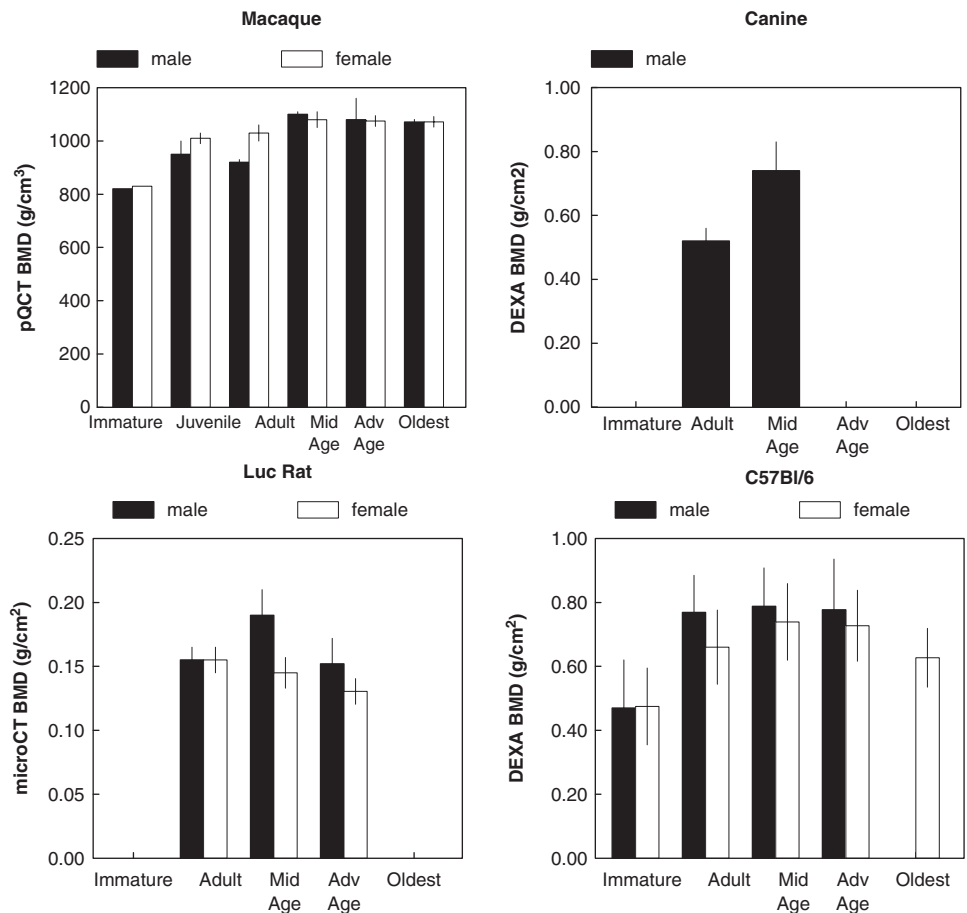 Macaque
male female
pQCT BMD (g/cm³)
1200
1000
800
600
400
200
0
Immature Juvenile Adult Mid Age Adv Age Oldest
Canine
male
DEXA BMD (g/cm2)
1.00
0.80
0.60
0.40
0.20
0.00
Immature Adult Mid Age Adv Age Oldest
Luc Rat
male female
microCT BMD (g/cm²)
0.25
0.20
0.15
0.10
0.05
0.00
Immature Adult Mid Age Adv Age Oldest
C57Bl/6
male female
DEXA BMD (g/cm²)
1.00
0.80
0.60
0.40
0.20
0.00
Immature Adult Mid Age Adv Age Oldest